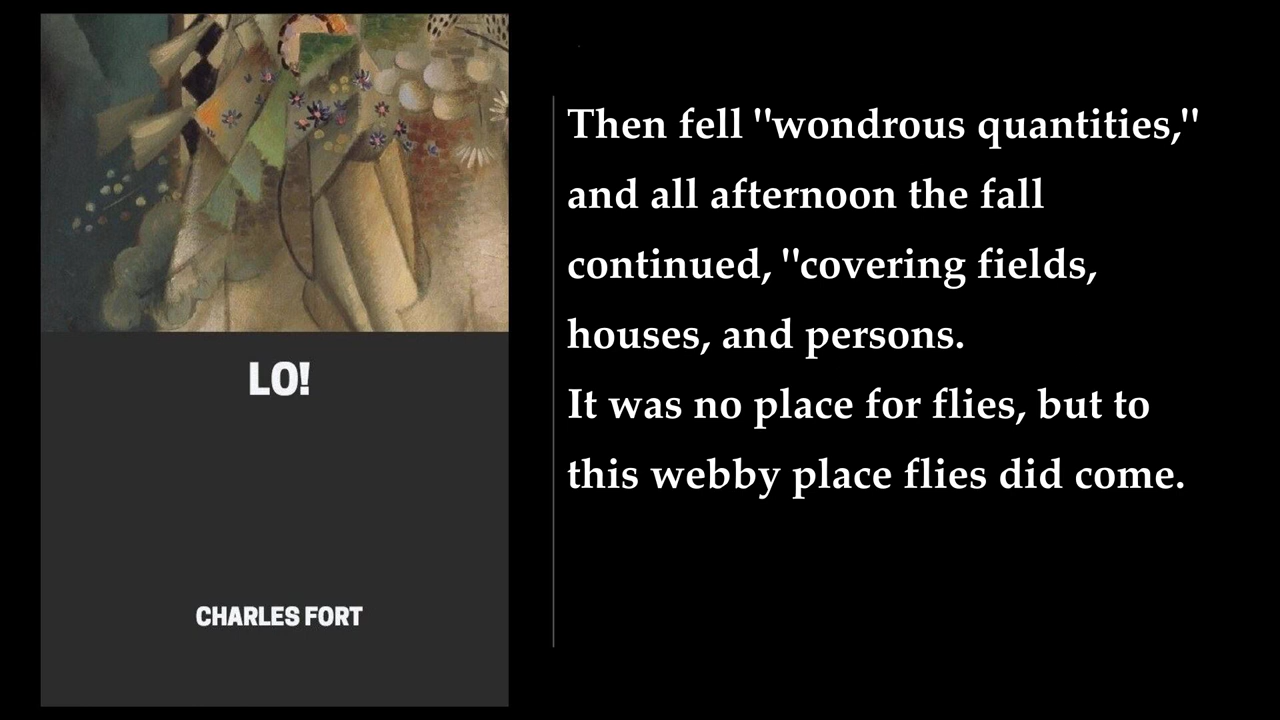 LO!
CHARLES FORT
Then fell "wondrous quantities,"
and all afternoon the fall
continued, "covering fields,
houses, and persons.
It was no place for flies, but to
this webby place flies did come.